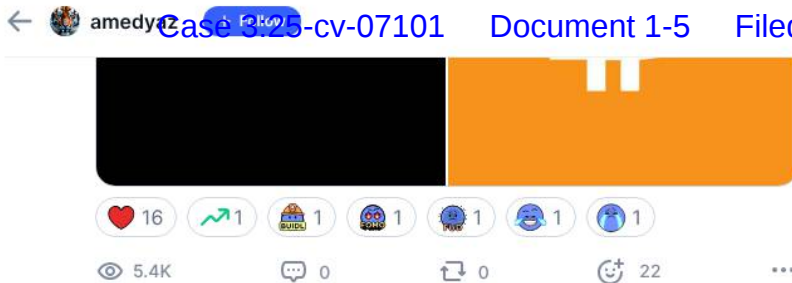 amedyaz + Follow
Case 3:25-cv-07101 Document 1-5 Filed
16 1 BUIDL 1 FOMO 1 FUD 1 1 1
5.4K 0 0 22